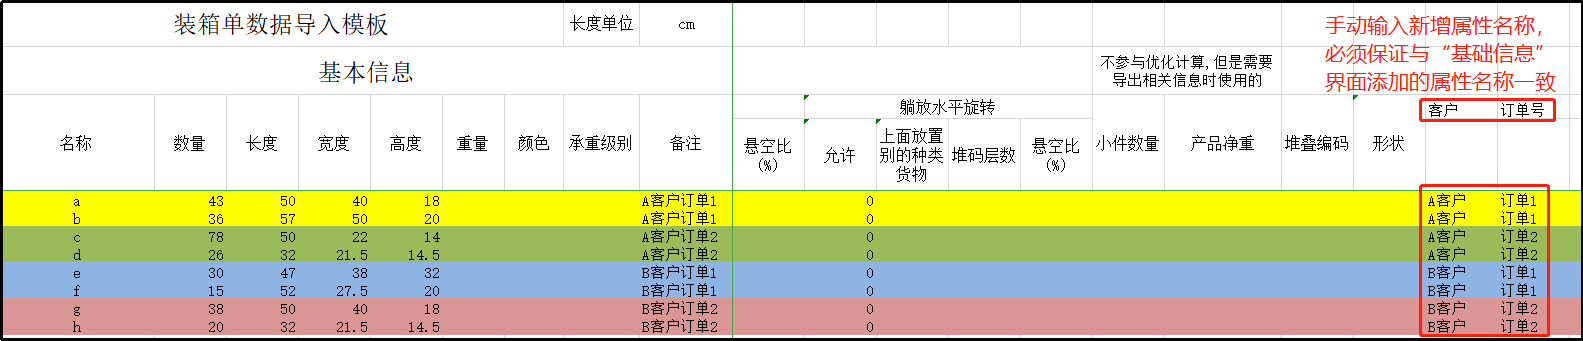 装箱单数据导入模板 长度单位 cm
手动输入新增属性名称，
必须保证与“基础信息”
界面添加的属性名称一致
基本信息
不参与优化计算，但是需要
导出相关信息时使用的
躺放水平旋转
客户 订单号
名称 数量 长度 宽度 高度 重量 颜色 承重级别 备注
悬空比
(%)
允许
上面放置
别的种类
货物
堆码层数
悬空比
(%)
小件数量 产品净重 堆叠编码 形状
a 43 50 40 18 A客户订单1 0 A客户 订单1
b 36 57 50 20 A客户订单1 0 A客户 订单1
c 78 50 22 14 A客户订单2 0 A客户 订单2
d 26 32 21.5 14.5 A客户订单2 0 A客户 订单2
e 30 47 38 32 B客户订单1 0 B客户 订单1
f 15 52 27.5 20 B客户订单1 0 B客户 订单1
g 38 50 40 18 B客户订单2 0 B客户 订单2
h 20 32 21.5 14.5 B客户订单2 0 B客户 订单2